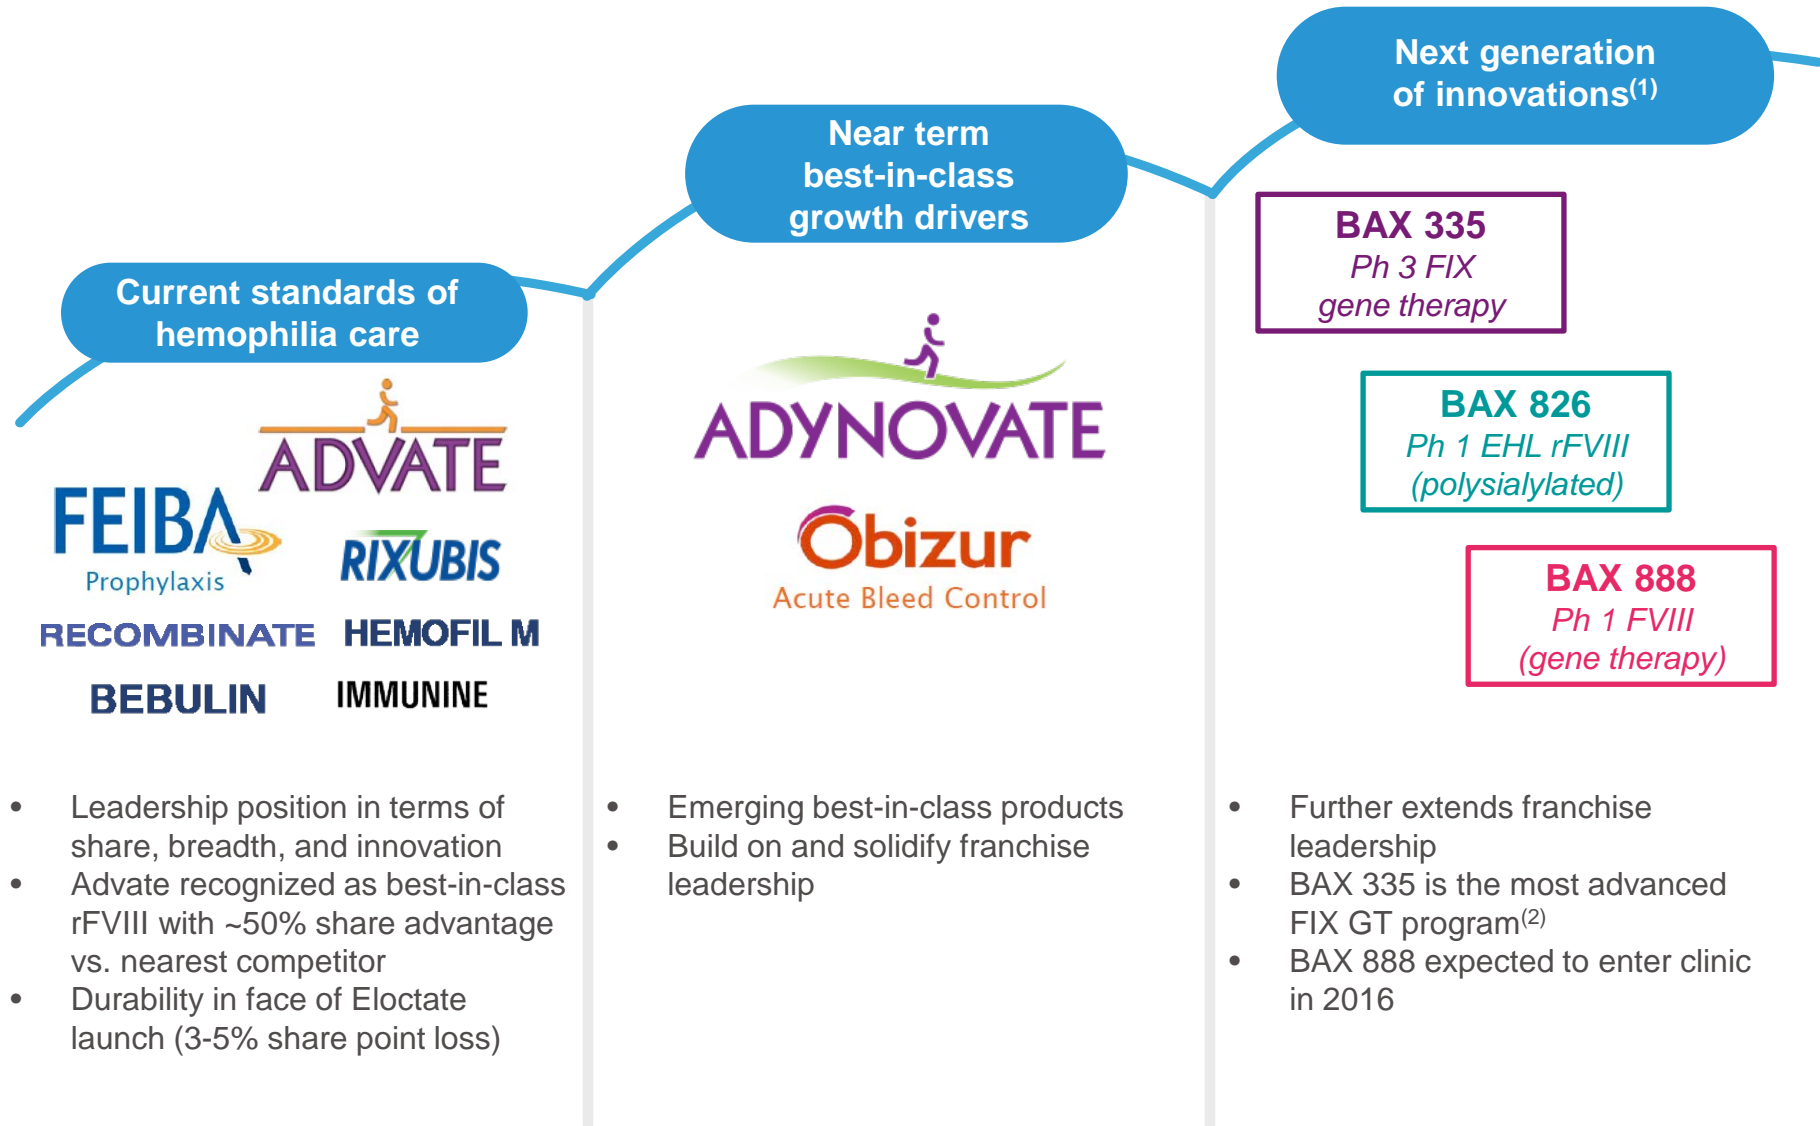 Current standards of
hemophilia care
ADVATE
FEIBA
Prophylaxis
RIXUBIS
RECOMBINATE
HEMOFIL M
BEBULIN
IMMUNINE
• Leadership position in terms of
share, breadth, and innovation
• Advate recognized as best-in-class
rFVIII with ~50% share advantage
vs. nearest competitor
• Durability in face of Eloctate
launch (3-5% share point loss)
Near term
best-in-class
growth drivers
ADYNOVATE
Obizur
Acute Bleed Control
• Emerging best-in-class products
• Build on and solidify franchise
leadership
Next generation
of innovations(1)
BAX 335
Ph 3 FIX
gene therapy
BAX 826
Ph 1 EHL rFVIII
(polysialylated)
BAX 888
Ph 1 FVIII
(gene therapy)
• Further extends franchise
leadership
• BAX 335 is the most advanced
FIX GT program(2)
• BAX 888 expected to enter clinic
in 2016